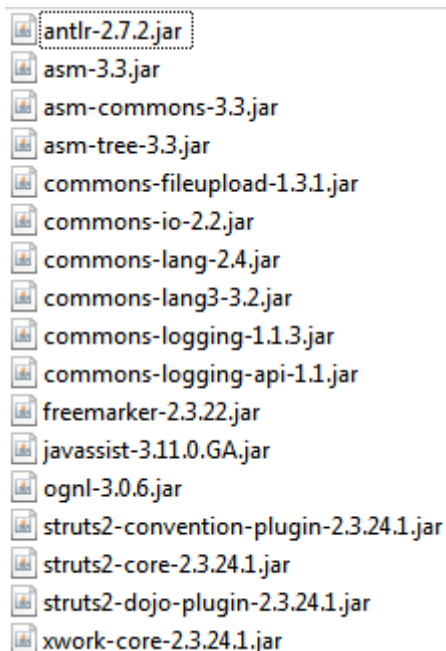 antlr-2.7.2.jar
asm-3.3.jar
asm-commons-3.3.jar
asm-tree-3.3.jar
commons-fileupload-1.3.1.jar
commons-io-2.2.jar
commons-lang-2.4.jar
commons-lang3-3.2.jar
commons-logging-1.1.3.jar
commons-logging-api-1.1.jar
freemarker-2.3.22.jar
javassist-3.11.0.GA.jar
ognl-3.0.6.jar
struts2-convention-plugin-2.3.24.1.jar
struts2-core-2.3.24.1.jar
struts2-dojo-plugin-2.3.24.1.jar
xwork-core-2.3.24.1.jar